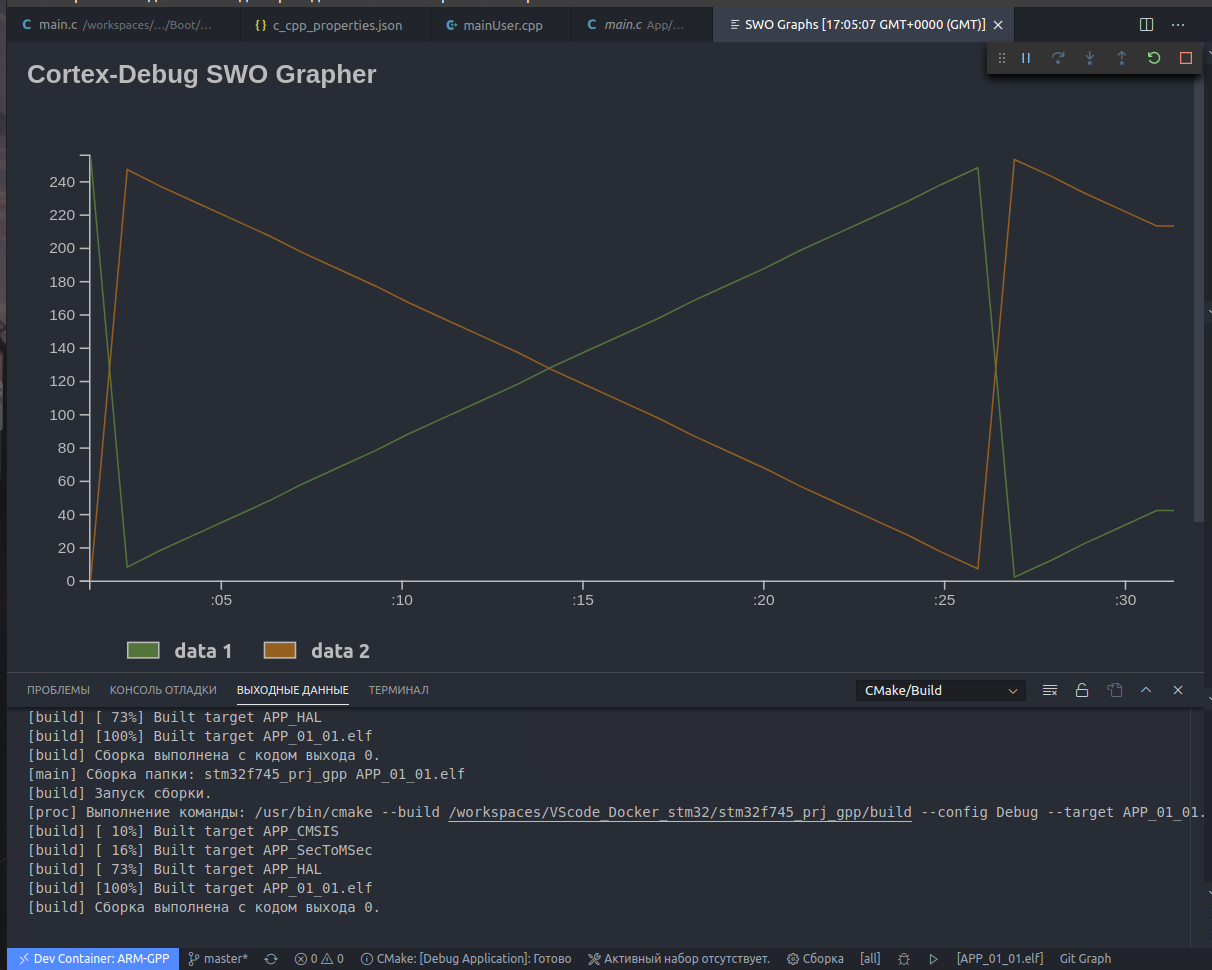 main.c /workspaces/.../Boot/...
{} c_cpp_properties.json
mainUser.cpp
main.c App/...
SWO Graphs [17:05:07 GMT+0000 (GMT)]
Cortex-Debug SWO Grapher
240
220
200
180
160
140
120
100
80
60
40
20
0
:05 :10 :15 :20 :25 :30
data 1 data 2
ПРОБЛЕМЫ КОНСОЛЬ ОТЛАДКИ ВЫХОДНЫЕ ДАННЫЕ ТЕРМИНАЛ CMake/Build
[build] [ 73%] Built target APP_HAL
[build] [100%] Built target APP_01_01.elf
[build] Сборка выполнена с кодом выхода 0.
[main] Сборка папки: stm32f745_prj_gpp APP_01_01.elf
[build] Запуск сборки.
[proc] Выполнение команды: /usr/bin/cmake --build /workspaces/VScode_Docker_stm32/stm32f745_prj_gpp/build --config Debug --target APP_01_01.
[build] [ 10%] Built target APP_CMSIS
[build] [ 16%] Built target APP_SecToMSec
[build] [ 73%] Built target APP_HAL
[build] [100%] Built target APP_01_01.elf
[build] Сборка выполнена с кодом выхода 0.
Dev Container: ARM-GPP master* 0 0 CMake: [Debug Application]: Готово Активный набор отсутствует. Сборка [all] [APP_01_01.elf] Git Graph